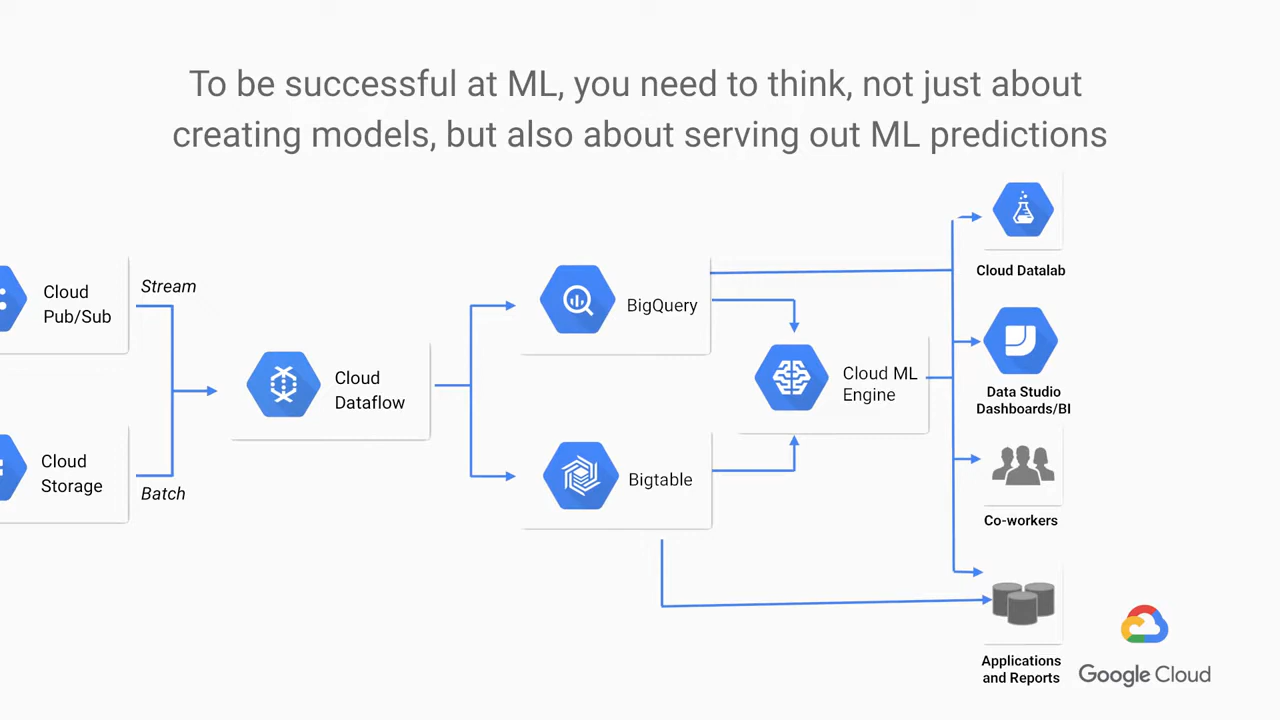 To be successful at ML, you need to think, not just about
creating models, but also about serving out ML predictions
Cloud
Pub/Sub
Stream
Cloud
Storage
Batch
Cloud
Dataflow
BigQuery
Bigtable
Cloud ML
Engine
Cloud Datalab
Data Studio
Dashboards/BI
Co-workers
Applications
and Reports
Google Cloud